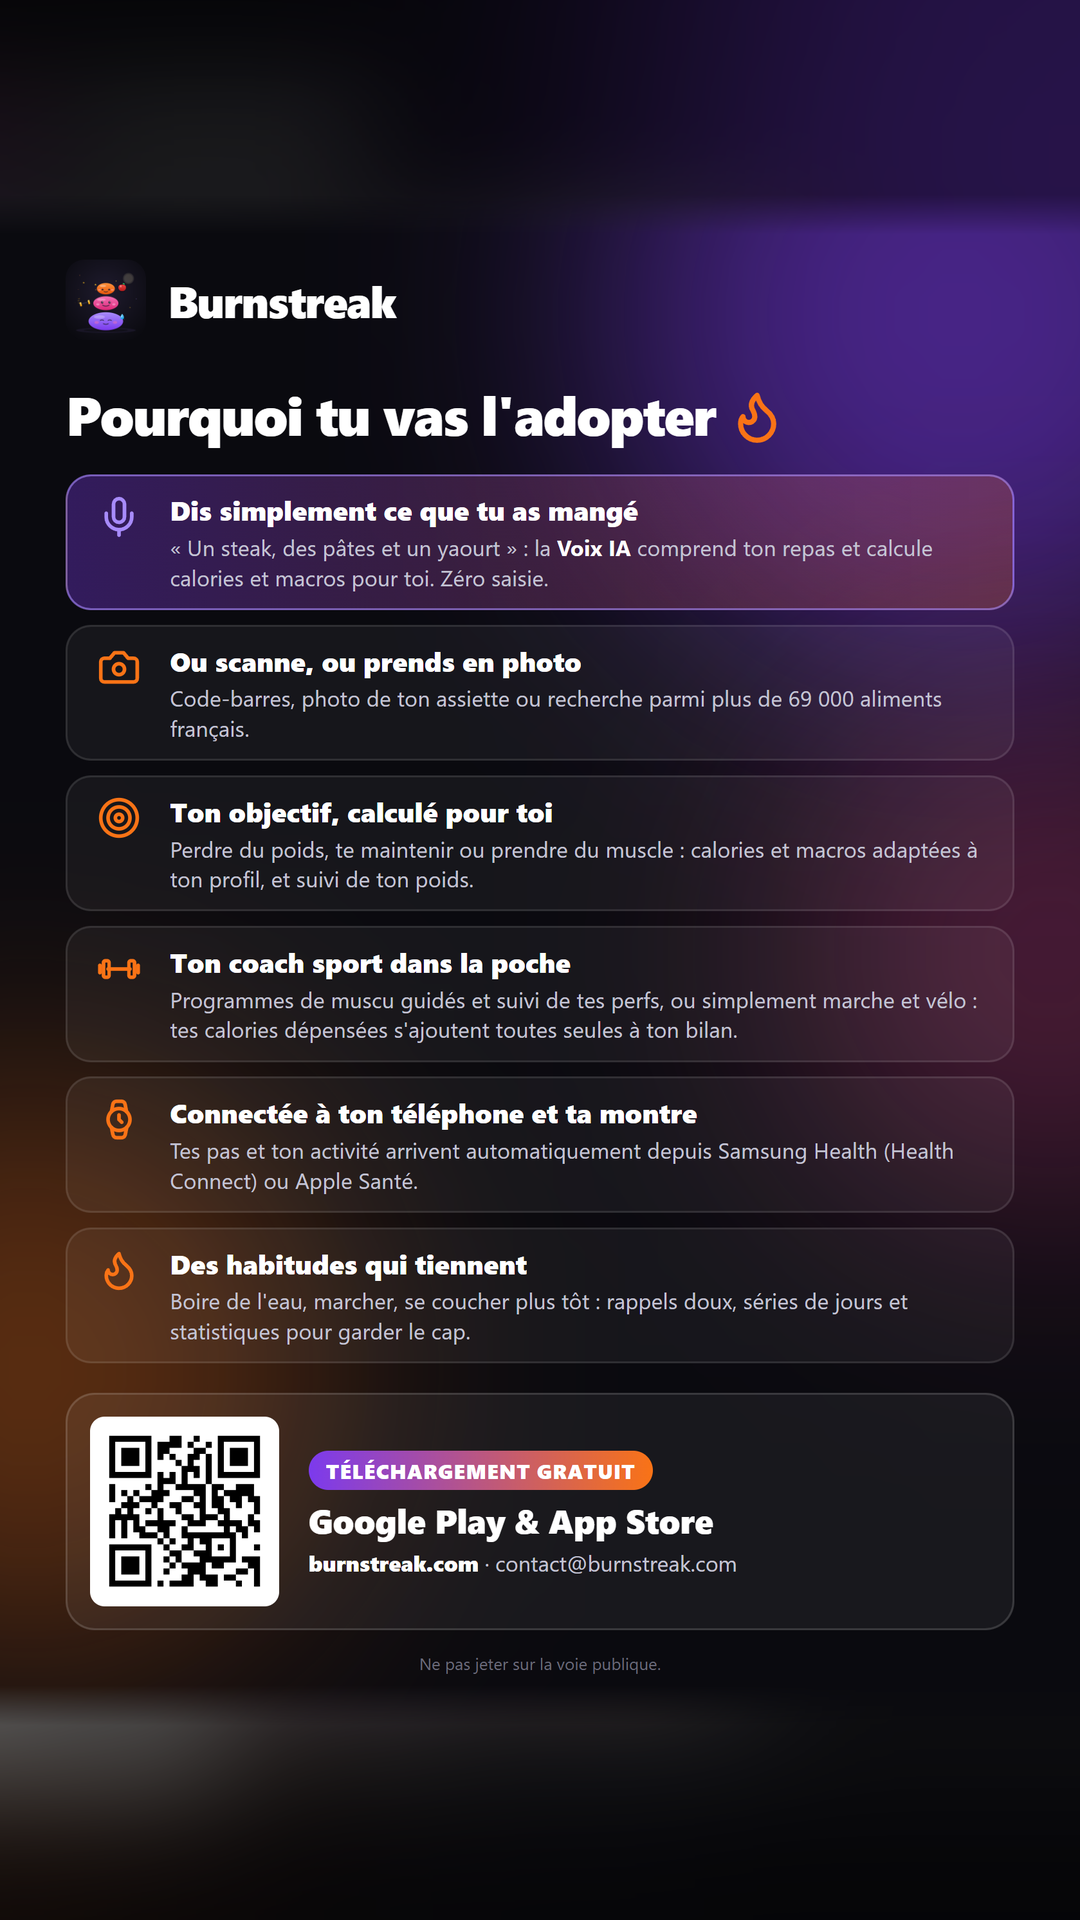 Burnstreak
Pourquoi tu vas l'adopter
Dis simplement ce que tu as mangé
« Un steak, des pâtes et un yaourt » : la Voix IA comprend ton repas et calcule
calories et macros pour toi. Zéro saisie.
Ou scanne, ou prends en photo
Code-barres, photo de ton assiette ou recherche parmi plus de 69 000 aliments
français.
Ton objectif, calculé pour toi
Perdre du poids, te maintenir ou prendre du muscle : calories et macros adaptées à
ton profil, et suivi de ton poids.
Ton coach sport dans la poche
Programmes de muscu guidés et suivi de tes perfs, ou simplement marche et vélo :
tes calories dépensées s'ajoutent toutes seules à ton bilan.
Connectée à ton téléphone et ta montre
Tes pas et ton activité arrivent automatiquement depuis Samsung Health (Health
Connect) ou Apple Santé.
Des habitudes qui tiennent
Boire de l'eau, marcher, se coucher plus tôt : rappels doux, séries de jours et
statistiques pour garder le cap.
TÉLÉCHARGEMENT GRATUIT
Google Play & App Store
burnstreak.com · contact@burnstreak.com
Ne pas jeter sur la voie publique.